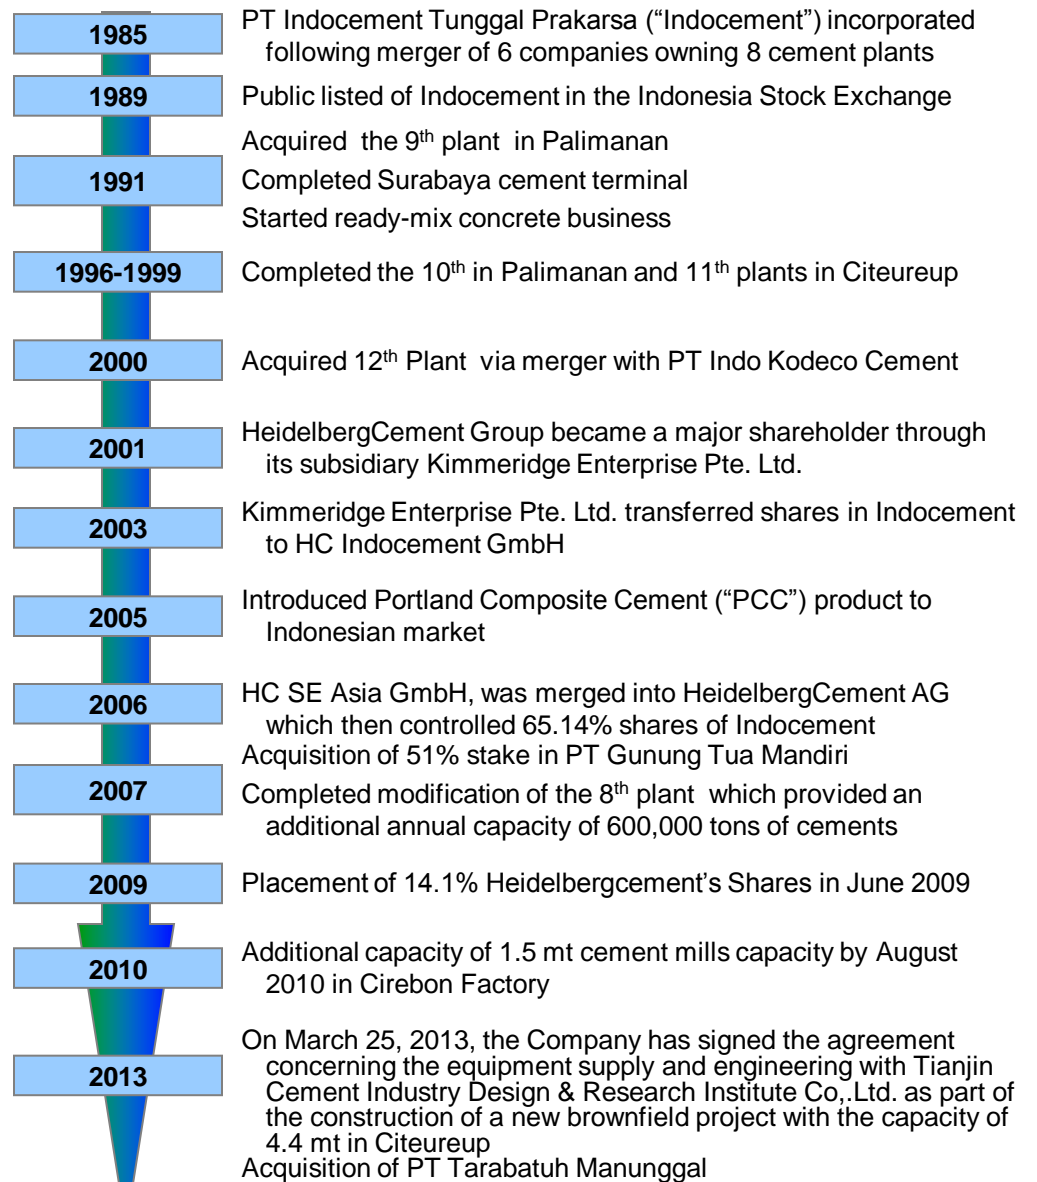 1985
PT Indocement Tunggal Prakarsa (“Indocement”) incorporated
following merger of 6 companies owning 8 cement plants
1989
Public listed of Indocement in the Indonesia Stock Exchange
1991
Acquired the 9th plant in Palimanan
Completed Surabaya cement terminal
Started ready-mix concrete business
1996-1999
Completed the 10th in Palimanan and 11th plants in Citeureup
2000
Acquired 12th Plant via merger with PT Indo Kodeco Cement
2001
HeidelbergCement Group became a major shareholder through
its subsidiary Kimmeridge Enterprise Pte. Ltd.
2003
Kimmeridge Enterprise Pte. Ltd. transferred shares in Indocement
to HC Indocement GmbH
2005
Introduced Portland Composite Cement (“PCC”) product to
Indonesian market
2006
HC SE Asia GmbH, was merged into HeidelbergCement AG
which then controlled 65.14% shares of Indocement
Acquisition of 51% stake in PT Gunung Tua Mandiri
2007
Completed modification of the 8th plant which provided an
additional annual capacity of 600,000 tons of cements
2009
Placement of 14.1% Heidelbergcement’s Shares in June 2009
2010
Additional capacity of 1.5 mt cement mills capacity by August
2010 in Cirebon Factory
2013
On March 25, 2013, the Company has signed the agreement
concerning the equipment supply and engineering with Tianjin
Cement Industry Design & Research Institute Co,.Ltd. as part of
the construction of a new brownfield project with the capacity of
4.4 mt in Citeureup
Acquisition of PT Tarabatuh Manunggal